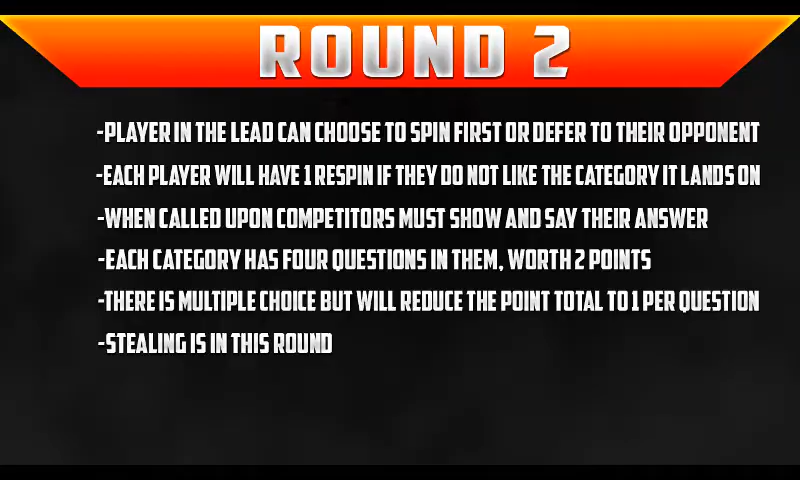 ROUND 2
-PLAYER IN THE LEAD CAN CHOOSE TO SPIN FIRST OR DEFER TO THEIR OPPONENT
-EACH PLAYER WILL HAVE 1 RESPIN IF THEY DO NOT LIKE THE CATEGORY IT LANDS ON
-WHEN CALLED UPON COMPETITORS MUST SHOW AND SAY THEIR ANSWER
-EACH CATEGORY HAS FOUR QUESTIONS IN THEM, WORTH 2 POINTS
-THERE IS MULTIPLE CHOICE BUT WILL REDUCE THE POINT TOTAL TO 1 PER QUESTION
-STEALING IS IN THIS ROUND